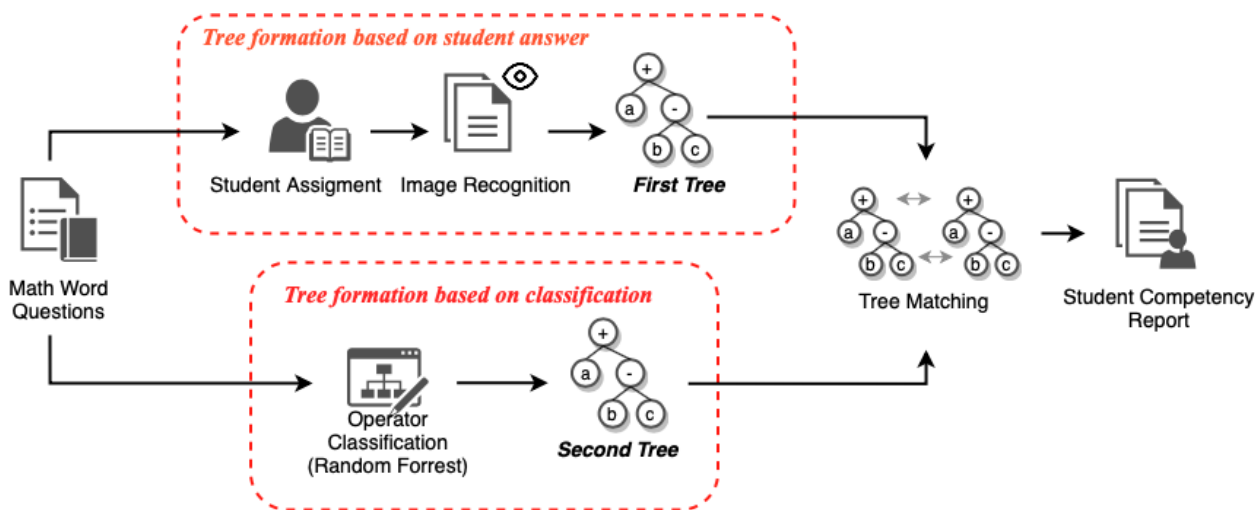 Tree formation based on student answer
+
a
-
b
c
Student Assigment
Image Recognition
First Tree
Math Word
Questions
Tree formation based on classification
+
a
-
b
c
Operator
Classification
(Random Forrest)
Second Tree
+
a
-
b
c
+
a
-
b
c
Tree Matching
Student Competency
Report